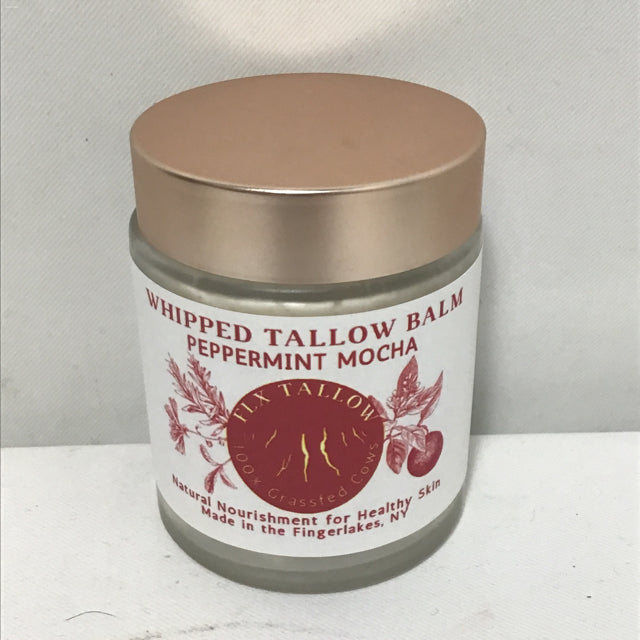 WHIPPED TALLOW BALM
PEPPERMINT MOCHA
FLX TALLOW
100% Grassfed Cows
Natural Nourishment for Healthy Skin
Made in the Fingerlakes, NY